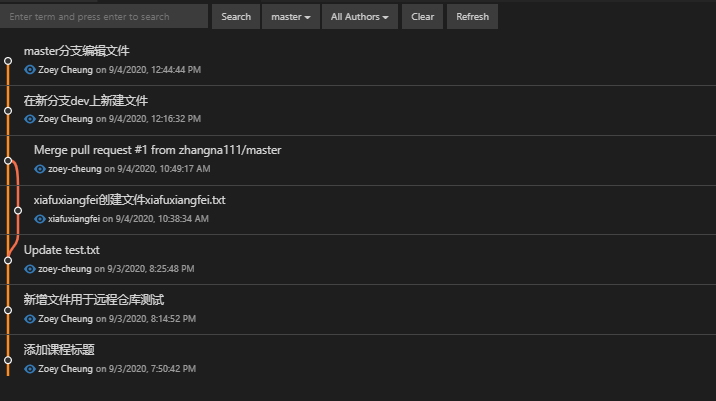 Enter term and press enter to search Search master All Authors Clear Refresh
master分支编辑文件
Zoey Cheung on 9/4/2020, 12:44:44 PM
在新分支dev上新建文件
Zoey Cheung on 9/4/2020, 12:16:32 PM
Merge pull request #1 from zhangna111/master
zoey-cheung on 9/4/2020, 10:49:17 AM
xiafuxiangfei创建文件xiafuxiangfei.txt
xiafuxiangfei on 9/4/2020, 10:38:34 AM
Update test.txt
zoey-cheung on 9/3/2020, 8:25:48 PM
新增文件用于远程仓库测试
Zoey Cheung on 9/3/2020, 8:14:52 PM
添加课程标题
Zoey Cheung on 9/3/2020, 7:50:42 PM